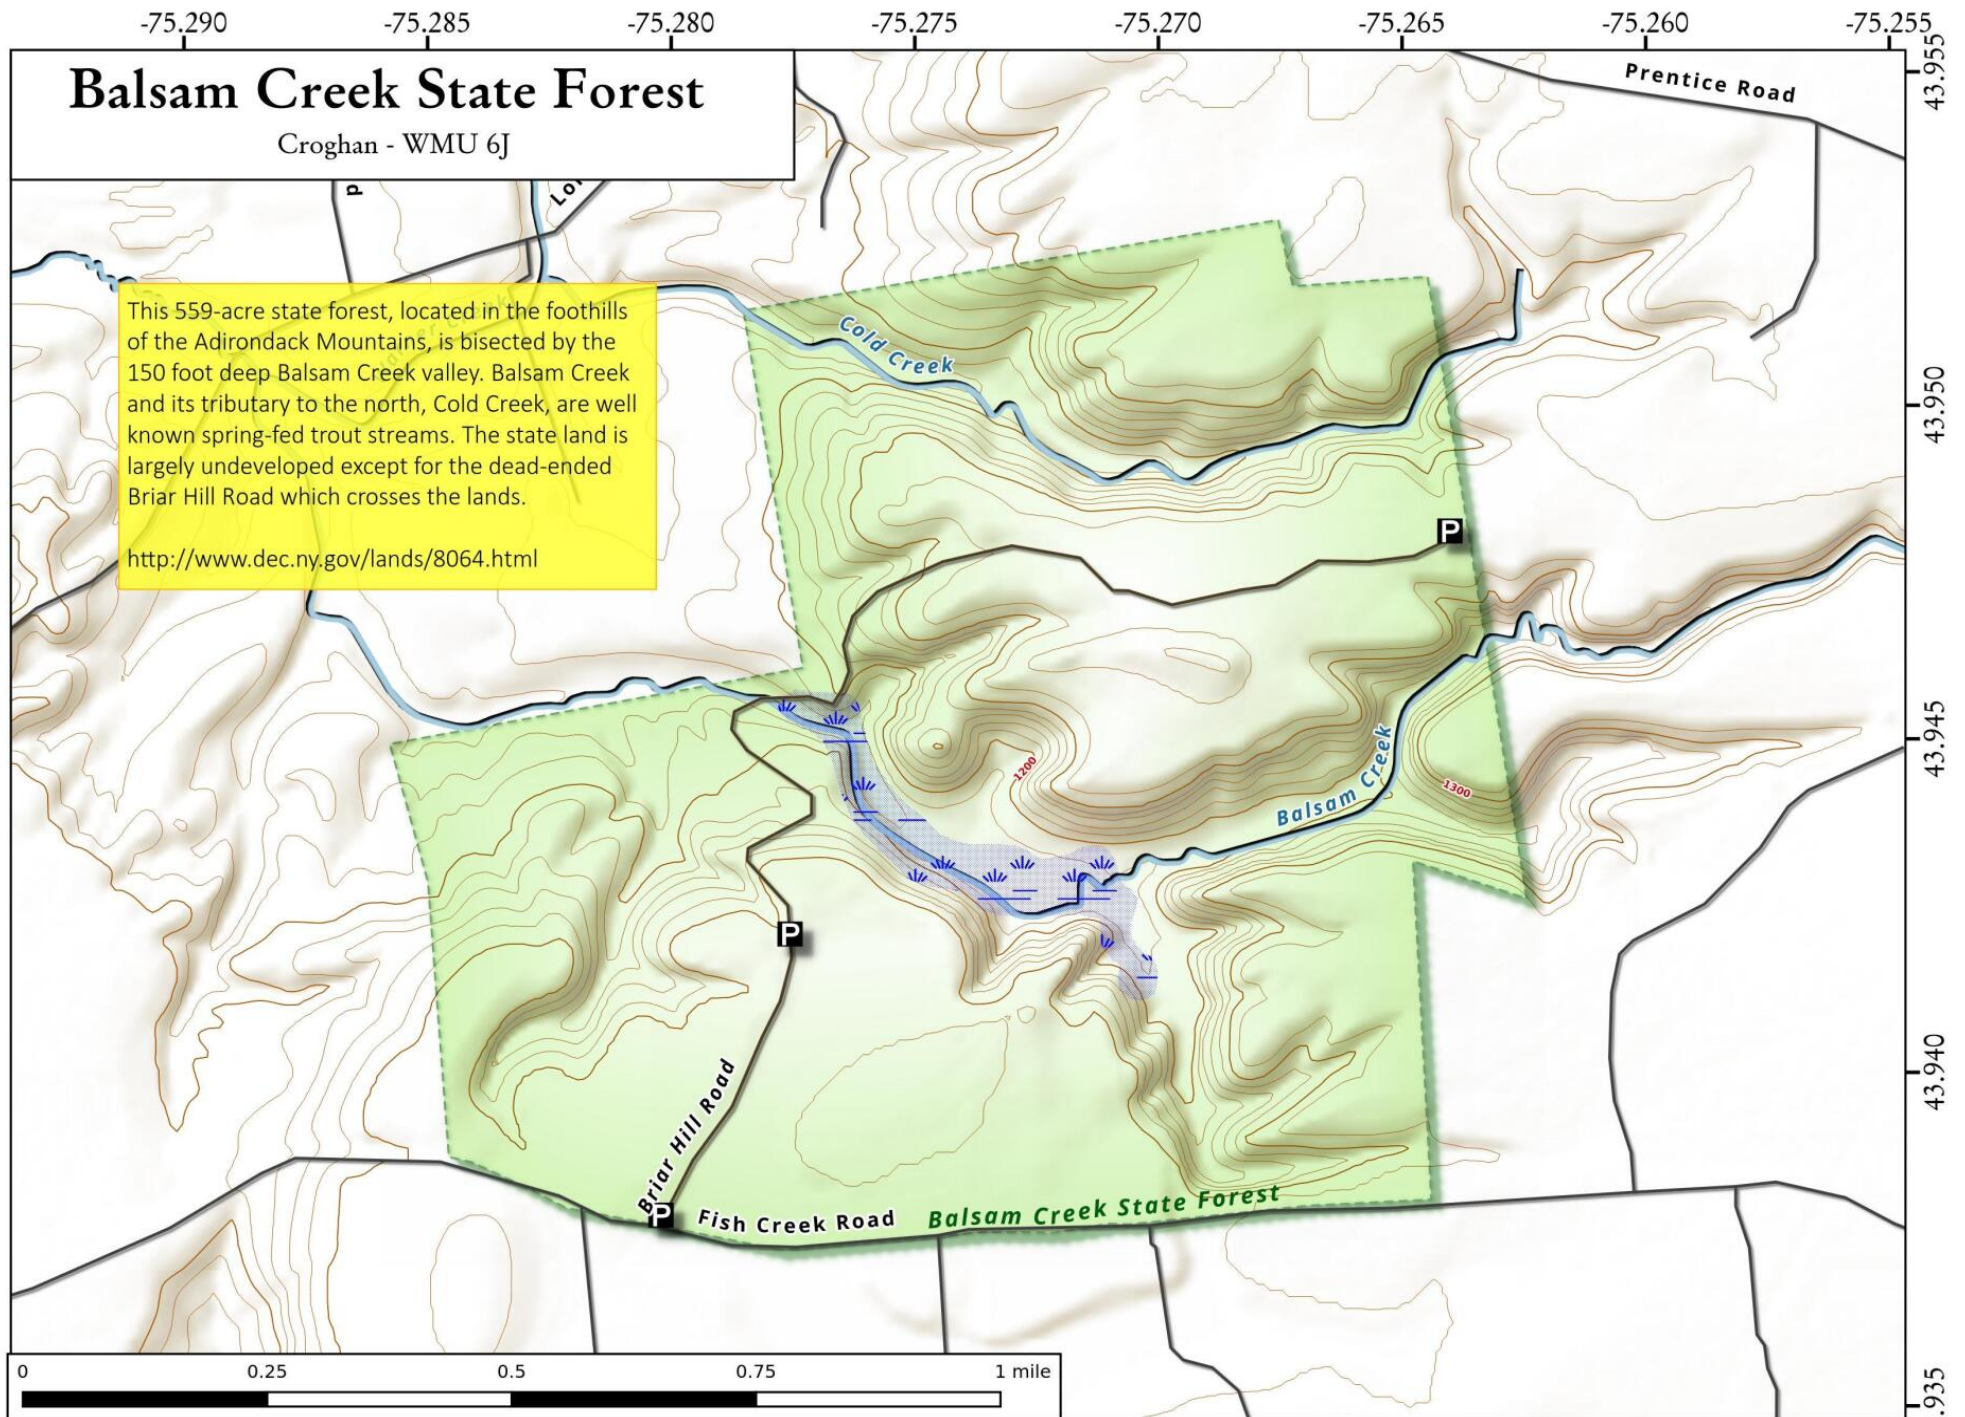 -75.290 -75.285 -75.280 -75.275 -75.270 -75.265 -75.260 -75.255
43.955
Balsam Creek State Forest
Croghan - WMU 6J
Prentice Road
This 559-acre state forest, located in the foothills
of the Adirondack Mountains, is bisected by the
150 foot deep Balsam Creek valley. Balsam Creek
and its tributary to the north, Cold Creek, are well
known spring-fed trout streams. The state land is
largely undeveloped except for the dead-ended
Briar Hill Road which crosses the lands.
http://www.dec.ny.gov/lands/8064.html
Cold Creek
43.950
P
43.945
1200
1300
Balsam Creek
P
43.940
Briar Hill Road
P
Fish Creek Road
Balsam Creek State Forest
0 0.25 0.5 0.75 1 mile
.935